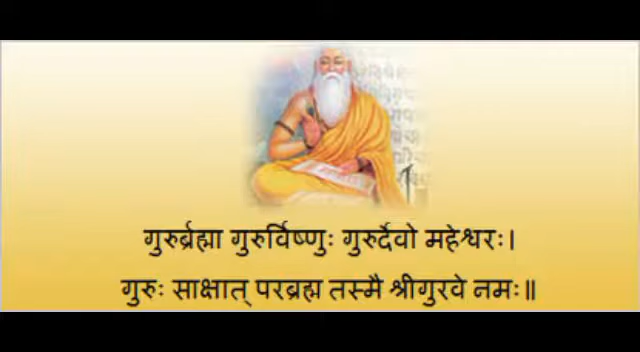 गुरुर्ब्रह्मा गुरुर्विष्णुः गुरुर्देवो महेश्वरः।
गुरुः साक्षात् परब्रह्म तस्मै श्रीगुरवे नमः॥